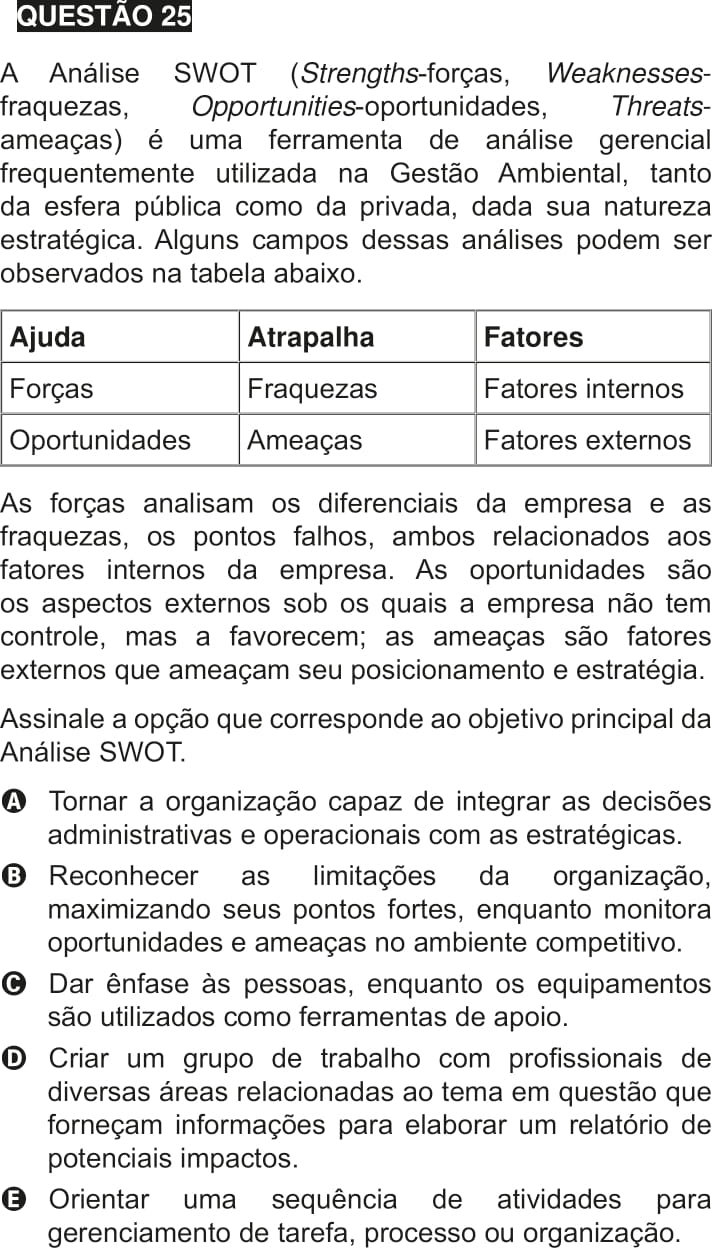 QUESTÃO 25
A Análise SWOT (Strengths-forças, Weaknesses-
fraquezas, Opportunities-oportunidades, Threats-
ameaças) é uma ferramenta de análise gerencial
frequentemente utilizada na Gestão Ambiental, tanto
da esfera pública como da privada, dada sua natureza
estratégica. Alguns campos dessas análises podem ser
observados na tabela abaixo.
Ajuda Atrapalha Fatores
Forças Fraquezas Fatores internos
Oportunidades Ameaças Fatores externos
As forças analisam os diferenciais da empresa e as
fraquezas, os pontos falhos, ambos relacionados aos
fatores internos da empresa. As oportunidades são
os aspectos externos sob os quais a empresa não tem
controle, mas a favorecem; as ameaças são fatores
externos que ameaçam seu posicionamento e estratégia.
Assinale a opção que corresponde ao objetivo principal da
Análise SWOT.
A Tornar a organização capaz de integrar as decisões
administrativas e operacionais com as estratégicas.
B Reconhecer as limitações da organização,
maximizando seus pontos fortes, enquanto monitora
oportunidades e ameaças no ambiente competitivo.
C Dar ênfase às pessoas, enquanto os equipamentos
são utilizados como ferramentas de apoio.
D Criar um grupo de trabalho com profissionais de
diversas áreas relacionadas ao tema em questão que
forneçam informações para elaborar um relatório de
potenciais impactos.
E Orientar uma sequência de atividades para
gerenciamento de tarefa, processo ou organização.